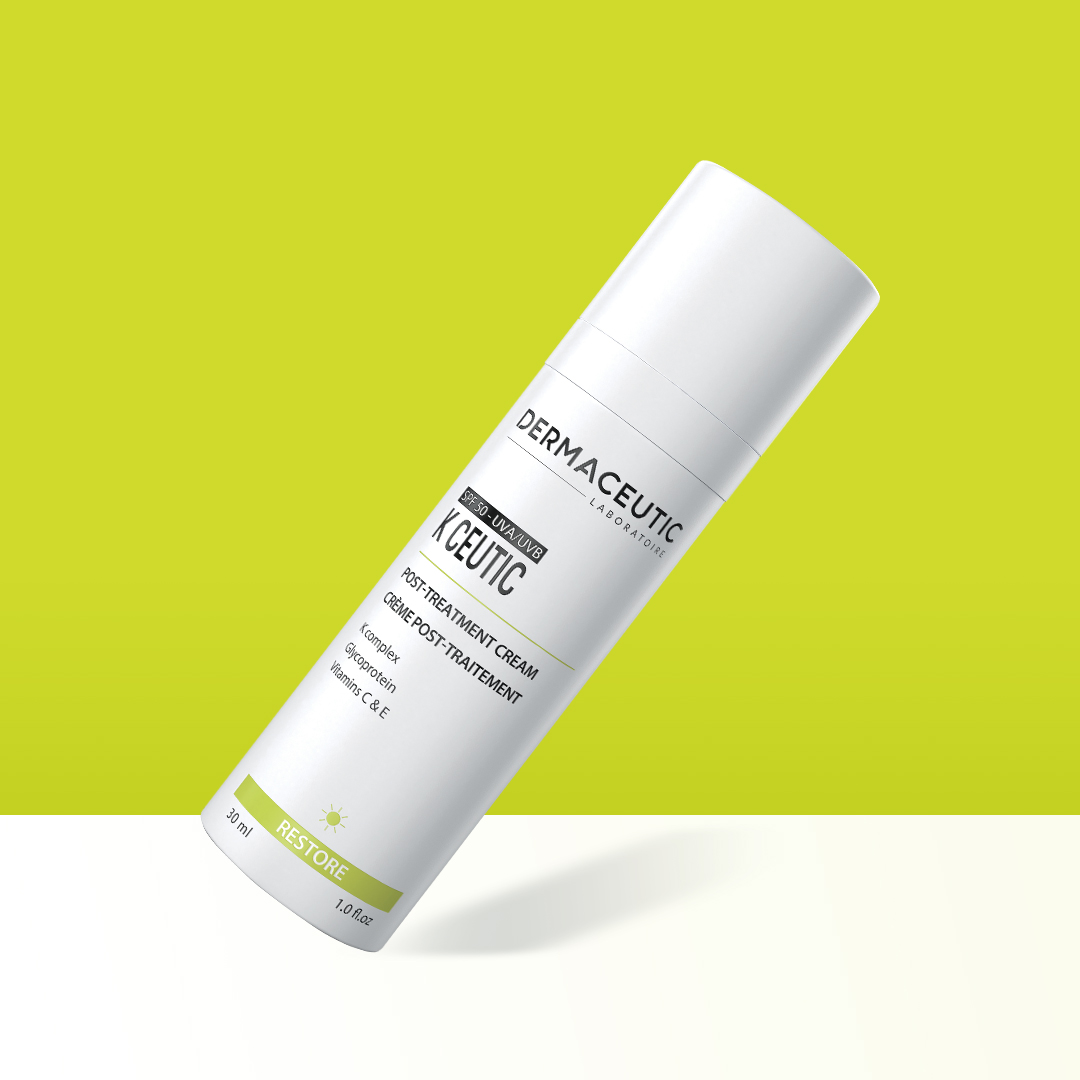 DERMACEUTIC
LABORATOIRE
SPF 50 - UVA/UVB
K CEUTIC
POST-TREATMENT CREAM
CRÈME POST-TRAITEMENT
K complex
Glycoprotein
Vitamins C & E
RESTORE
30 ml
1.0 fl.oz